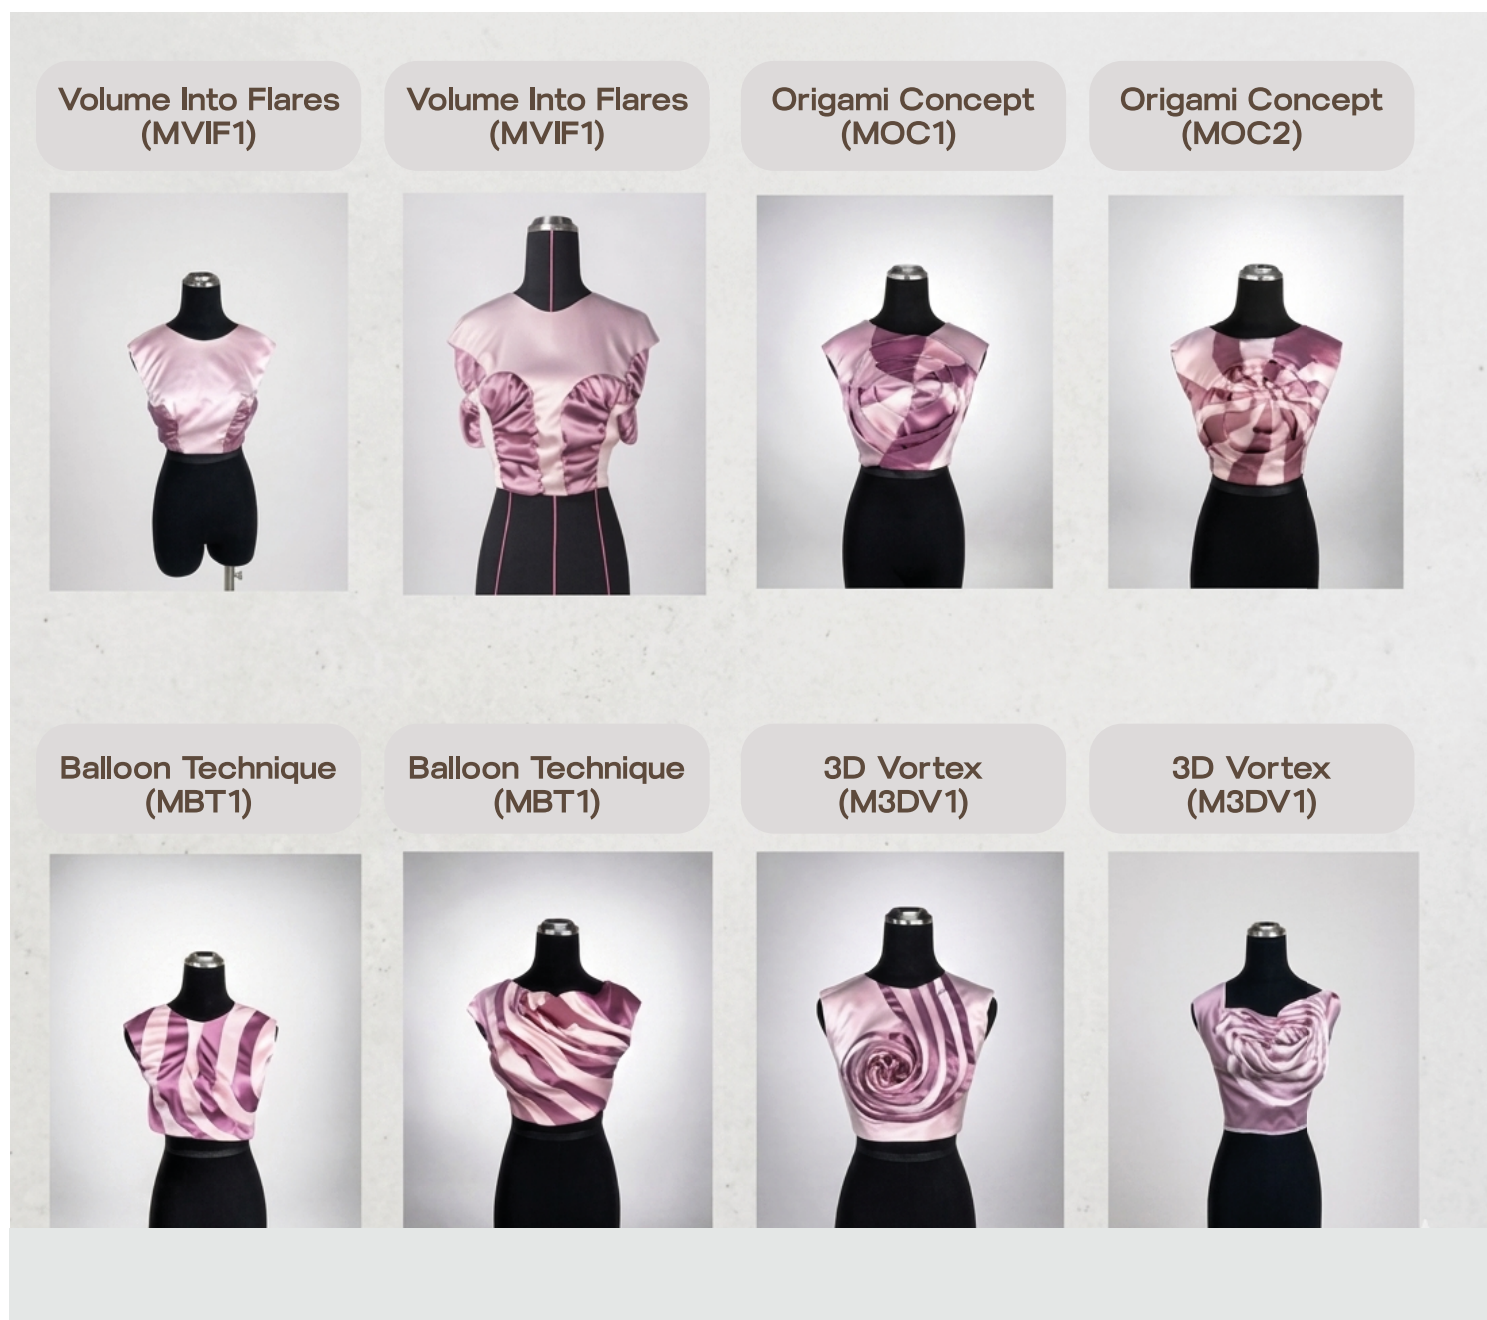 Volume Into Flares
(MVIF1)
Volume Into Flares
(MVIF1)
Origami Concept
(MOC1)
Origami Concept
(MOC2)
Balloon Technique
(MBT1)
Balloon Technique
(MBT1)
3D Vortex
(M3DV1)
3D Vortex
(M3DV1)